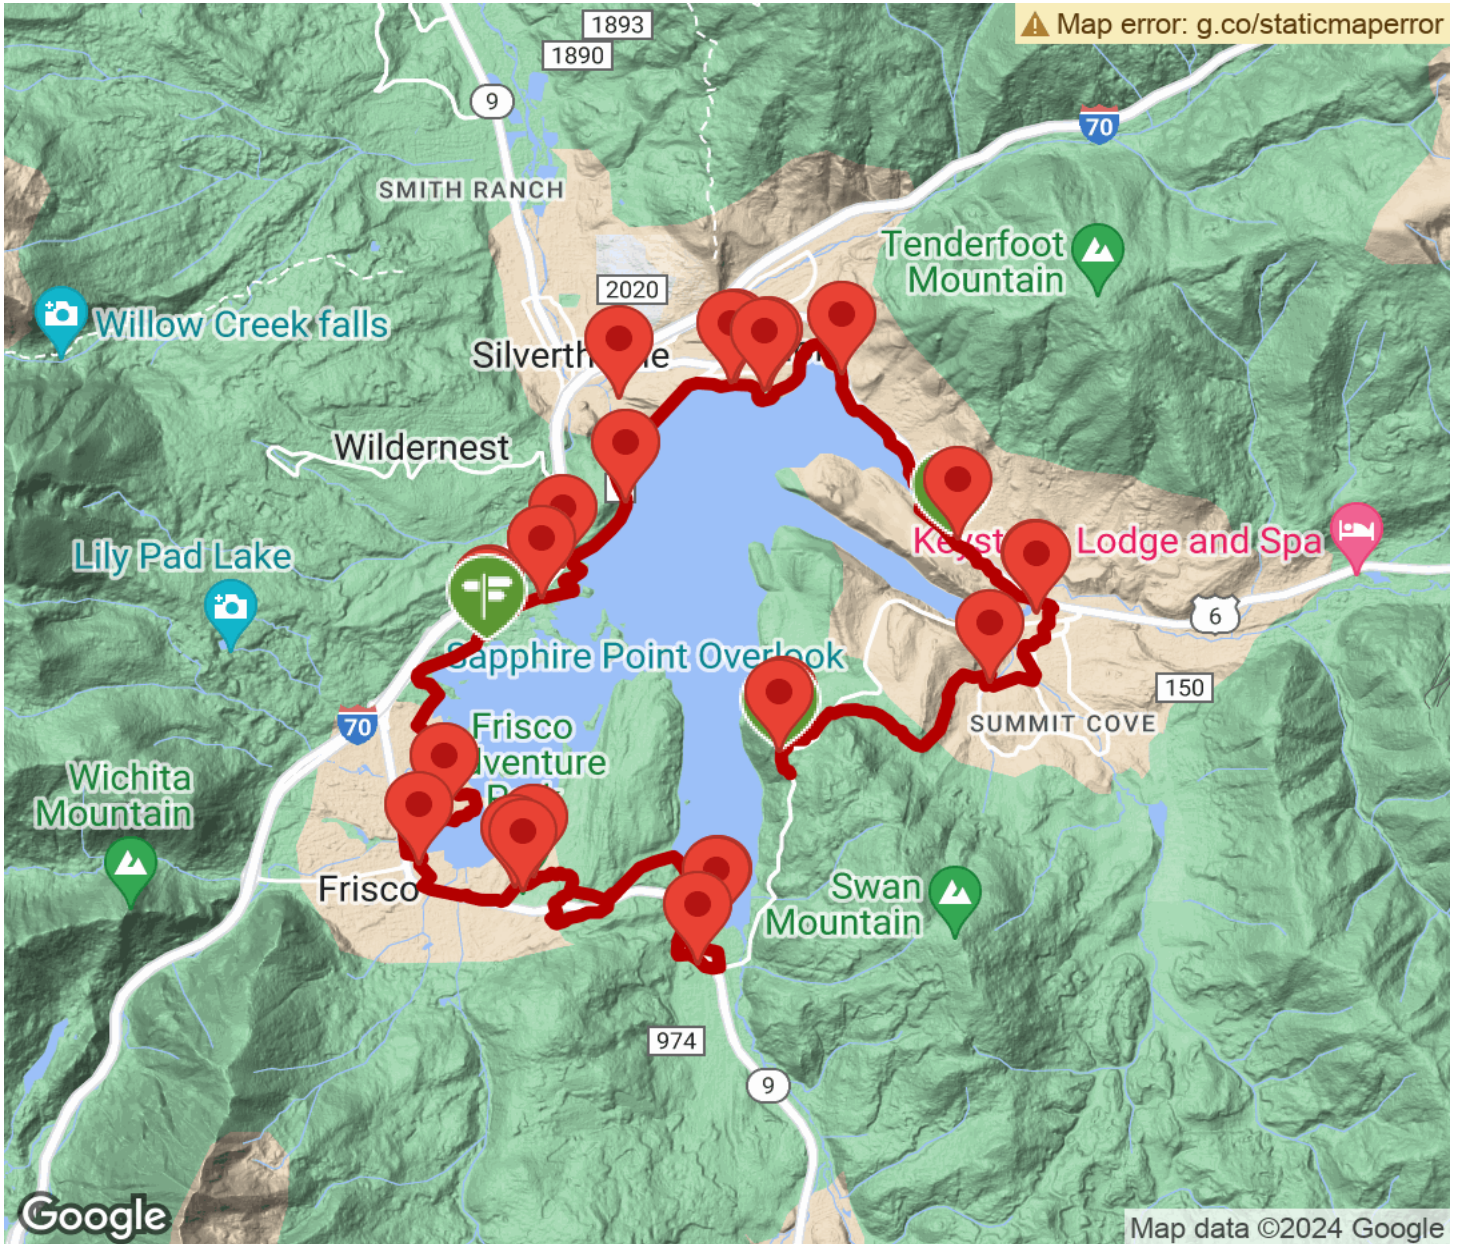 Map error: g.co/staticmaperror
1893
1890
9
70
SMITH RANCH
Tenderfoot
Mountain
2020
Willow Creek falls
Wildernest
Lily Pad Lake
Lodge and Spa
6
Sapphire Point Overlook
150
70
SUMMIT COVE
Frisco
Wichita
Mountain
Frisco
Swan
Mountain
974
9
Google
Map data ©2024 Google